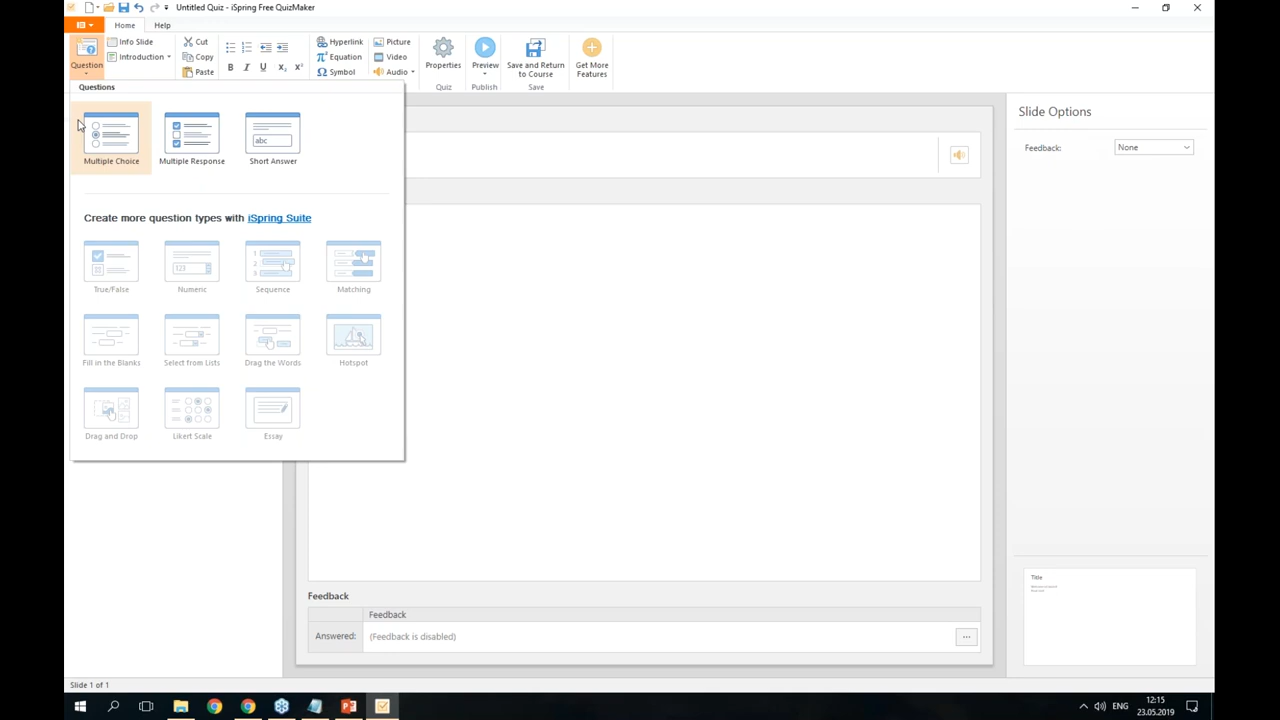 Untitled Quiz - iSpring Free QuizMaker
Home Help
Question
Info Slide
Introduction
Cut
Copy
Paste
B I U X₂ X²
Hyperlink
Equation
Symbol
Picture
Video
Audio
Properties
Quiz
Preview
Publish
Save and Return
to Course
Save
Get More
Features
Questions
Multiple Choice Multiple Response Short Answer
abc
Create more question types with iSpring Suite
123
True/False Numeric Sequence Matching
Fill in the Blanks Select from Lists Drag the Words Hotspot
Drag and Drop Likert Scale Essay
Slide Options
Feedback: None
Feedback
Feedback
Answered: (Feedback is disabled) ...
Title
Slide 1 of 1
ENG
12:15
23.05.2019